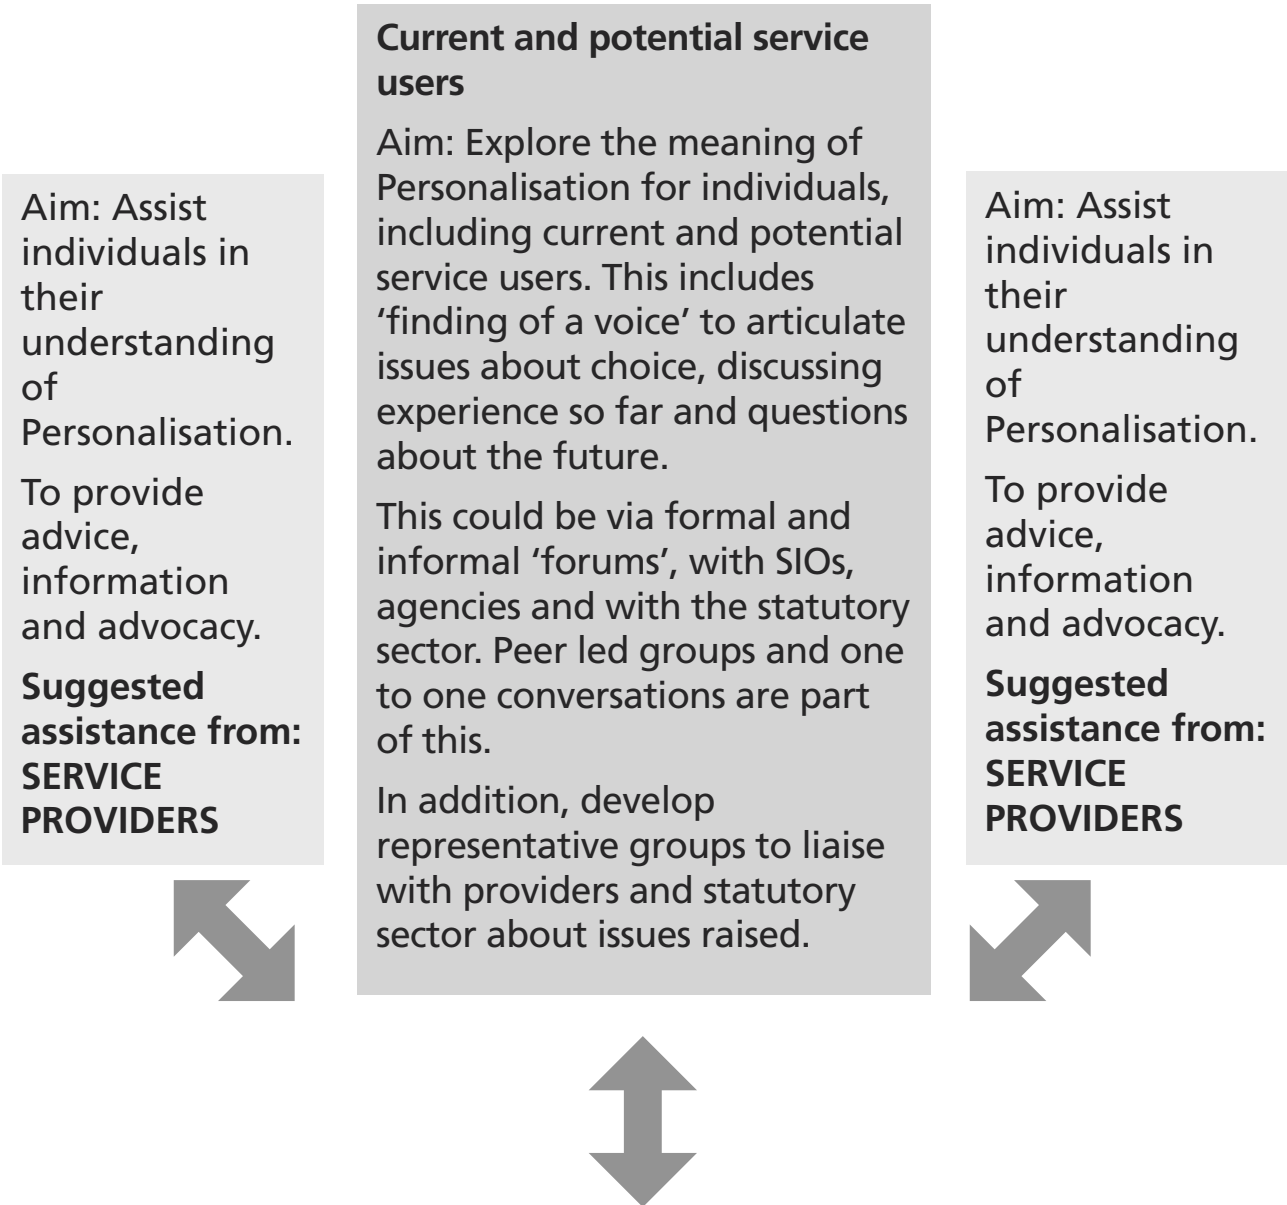 Current and potential service
users
Aim: Explore the meaning of
Personalisation for individuals,
including current and potential
service users. This includes
‘finding of a voice’ to articulate
issues about choice, discussing
experience so far and questions
about the future.
This could be via formal and
informal ‘forums’, with SIOs,
agencies and with the statutory
sector. Peer led groups and one
to one conversations are part
of this.
In addition, develop
representative groups to liaise
with providers and statutory
sector about issues raised.
Aim: Assist
individuals in
their
understanding
of
Personalisation.
To provide
advice,
information
and advocacy.
Suggested
assistance from:
SERVICE
PROVIDERS
Aim: Assist
individuals in
their
understanding
of
Personalisation.
To provide
advice,
information
and advocacy.
Suggested
assistance from:
SERVICE
PROVIDERS